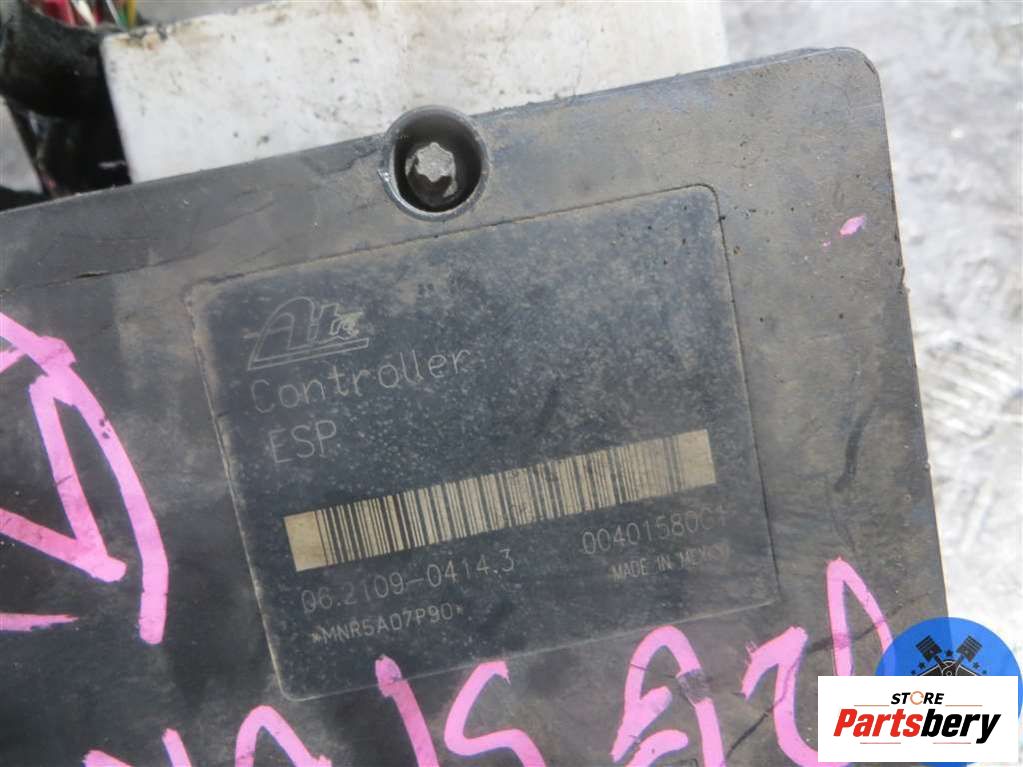 Ate
Controller
ESP
06.2109-0414.3
00401580C1
MADE IN MEXICO
*MNR5A07P90*
STORE
Partsbery